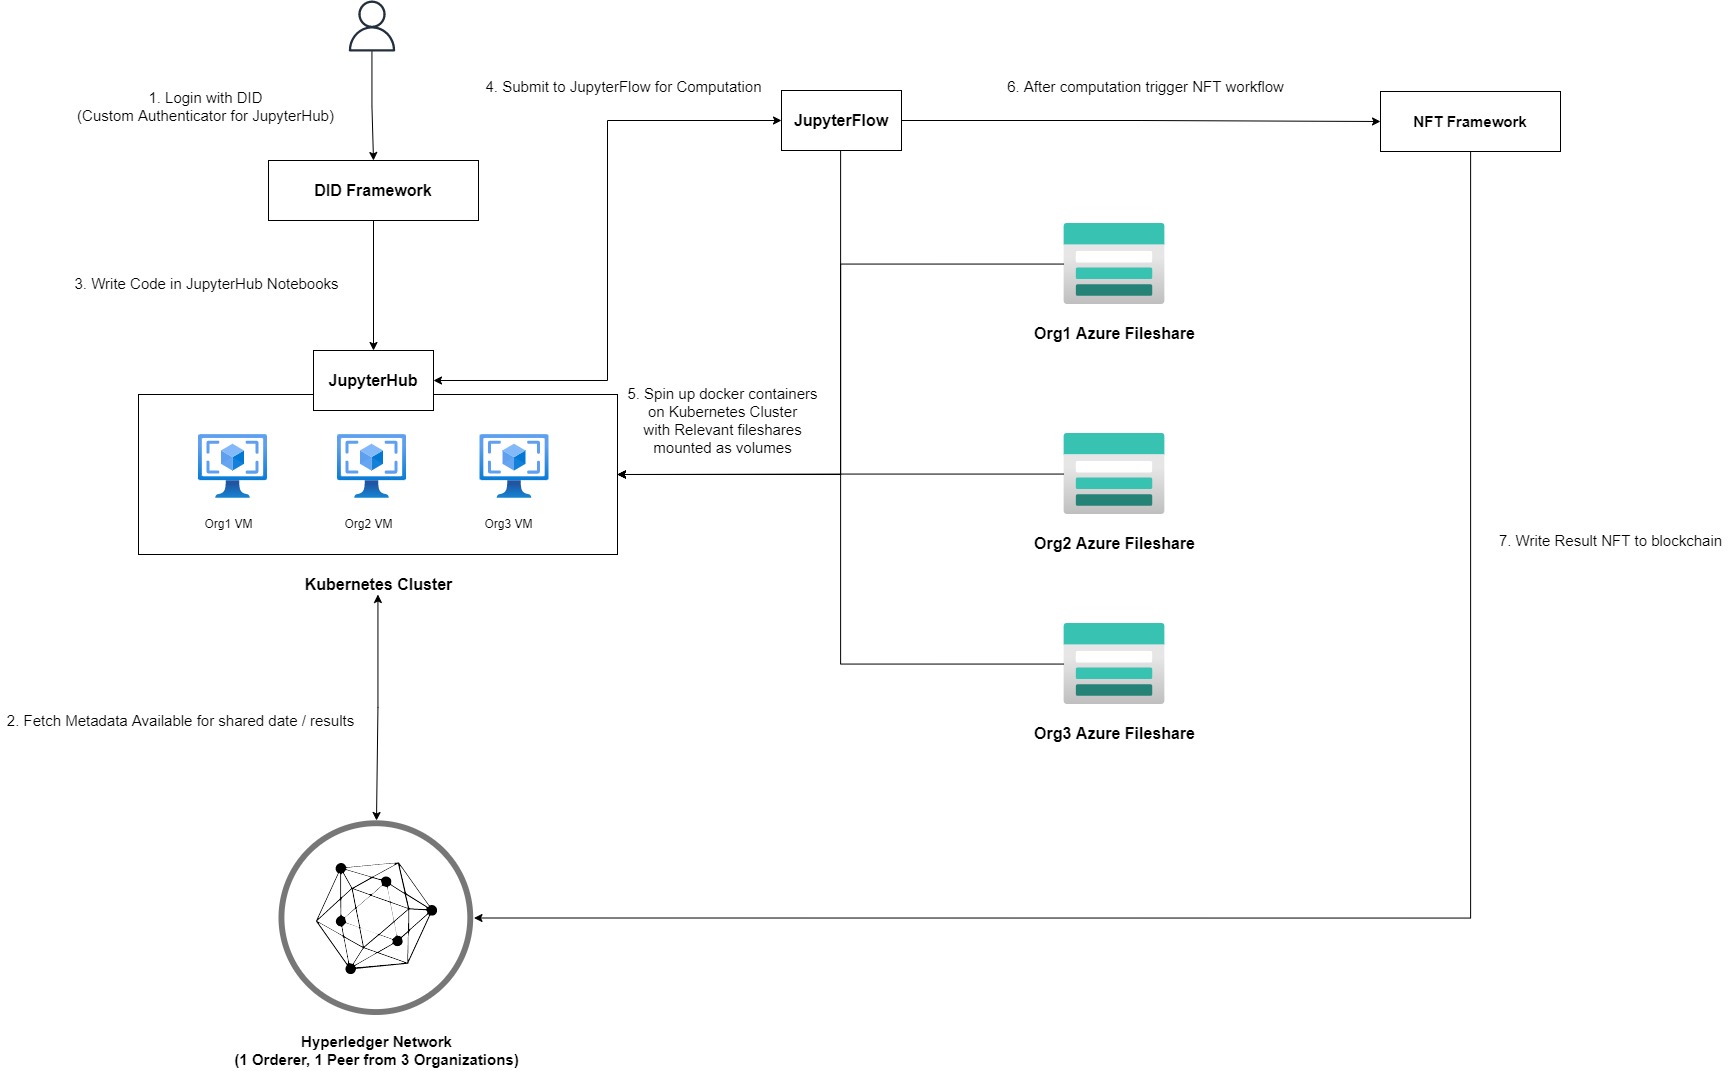 1. Login with DID
(Custom Authenticator for JupyterHub)
4. Submit to JupyterFlow for Computation
6. After computation trigger NFT workflow
JupyterFlow
NFT Framework
DID Framework
3. Write Code in JupyterHub Notebooks
Org1 Azure Fileshare
JupyterHub
5. Spin up docker containers
on Kubernetes Cluster
with Relevant fileshares
mounted as volumes
Org1 VM
Org2 VM
Org3 VM
Org2 Azure Fileshare
7. Write Result NFT to blockchain
Kubernetes Cluster
2. Fetch Metadata Available for shared date / results
Org3 Azure Fileshare
Hyperledger Network
(1 Orderer, 1 Peer from 3 Organizations)